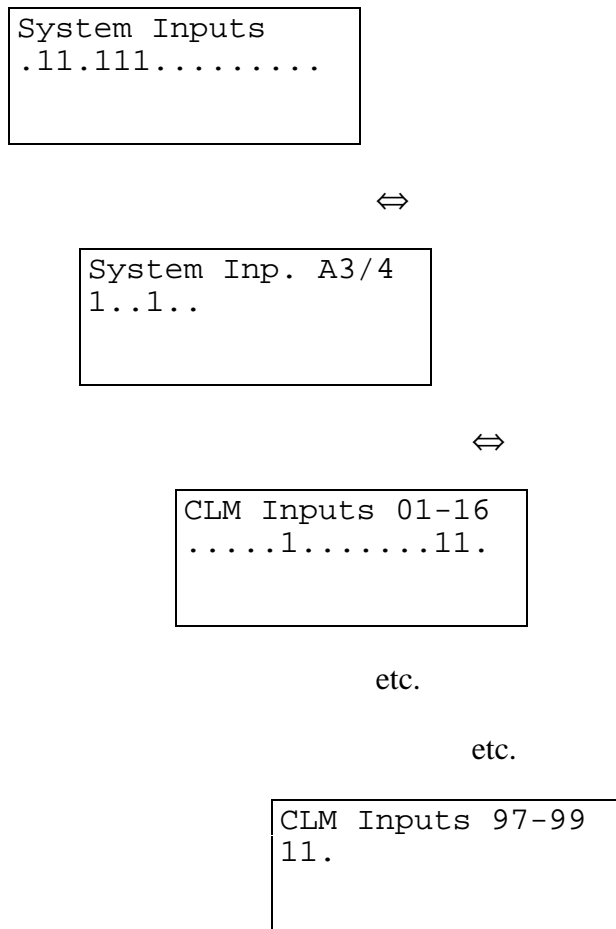 System Inputs
.11.111.........
⇔
System Inp. A3/4
1..1..
⇔
CLM Inputs 01-16
.....1.......11.
etc.
etc.
CLM Inputs 97-99
11.